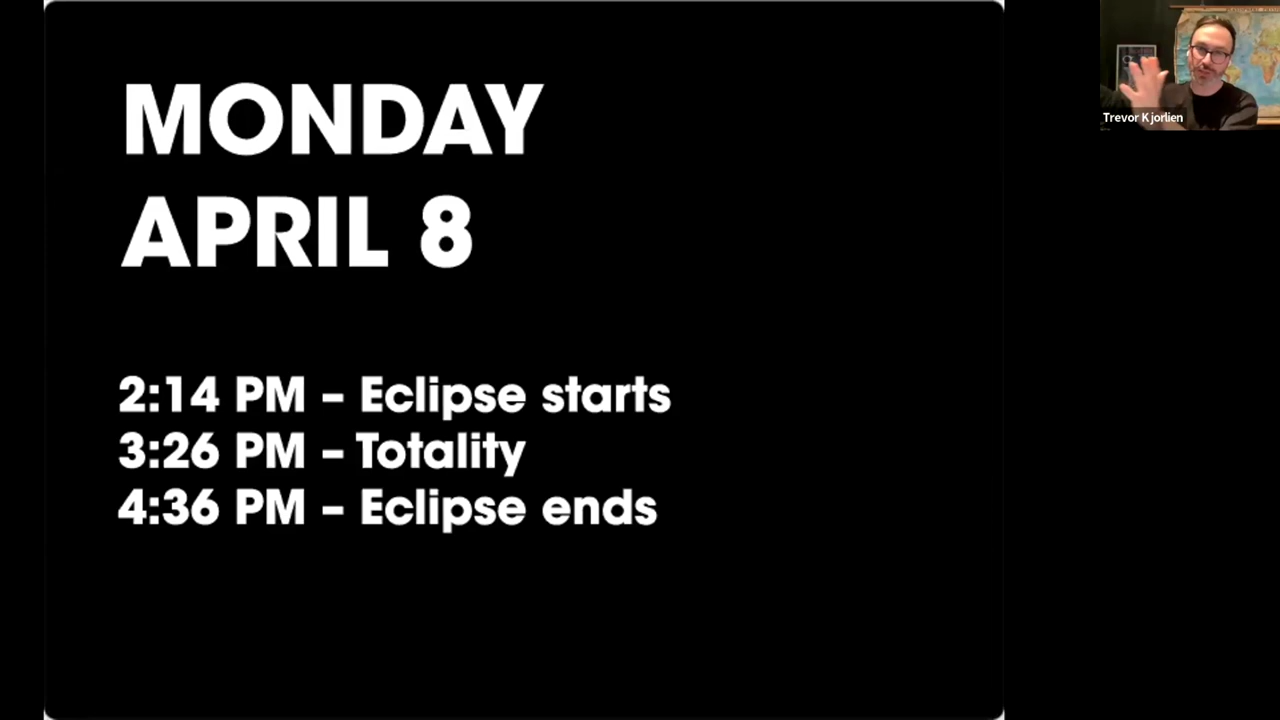 MONDAY
APRIL 8
2:14 PM – Eclipse starts
3:26 PM – Totality
4:36 PM – Eclipse ends
Trevor Kjorlien